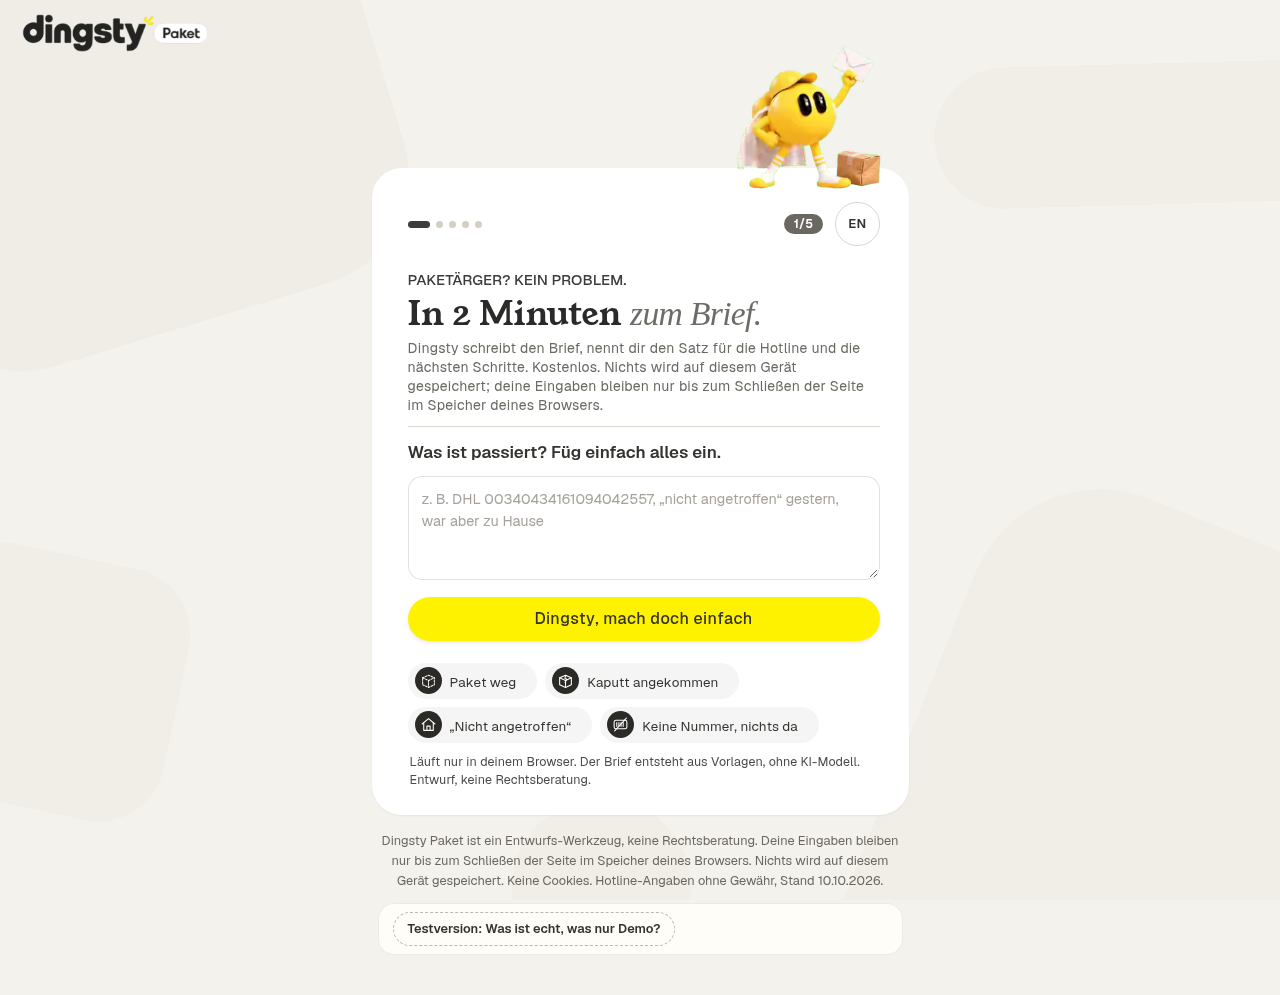 dingsty Paket
1/5
EN
PAKETÄRGER? KEIN PROBLEM.
In 2 Minuten zum Brief.
Dingsty schreibt den Brief, nennt dir den Satz für die Hotline und die
nächsten Schritte. Kostenlos. Nichts wird auf diesem Gerät
gespeichert; deine Eingaben bleiben nur bis zum Schließen der Seite
im Speicher deines Browsers.
Was ist passiert? Füg einfach alles ein.
z. B. DHL 00340434161094042557, „nicht angetroffen“ gestern,
war aber zu Hause
Dingsty, mach doch einfach
Paket weg
Kaputt angekommen
„Nicht angetroffen“
Keine Nummer, nichts da
Läuft nur in deinem Browser. Der Brief entsteht aus Vorlagen, ohne KI-Modell.
Entwurf, keine Rechtsberatung.
Dingsty Paket ist ein Entwurfs-Werkzeug, keine Rechtsberatung. Deine Eingaben bleiben
nur bis zum Schließen der Seite im Speicher deines Browsers. Nichts wird auf diesem
Gerät gespeichert. Keine Cookies. Hotline-Angaben ohne Gewähr, Stand 10.10.2026.
Testversion: Was ist echt, was nur Demo?